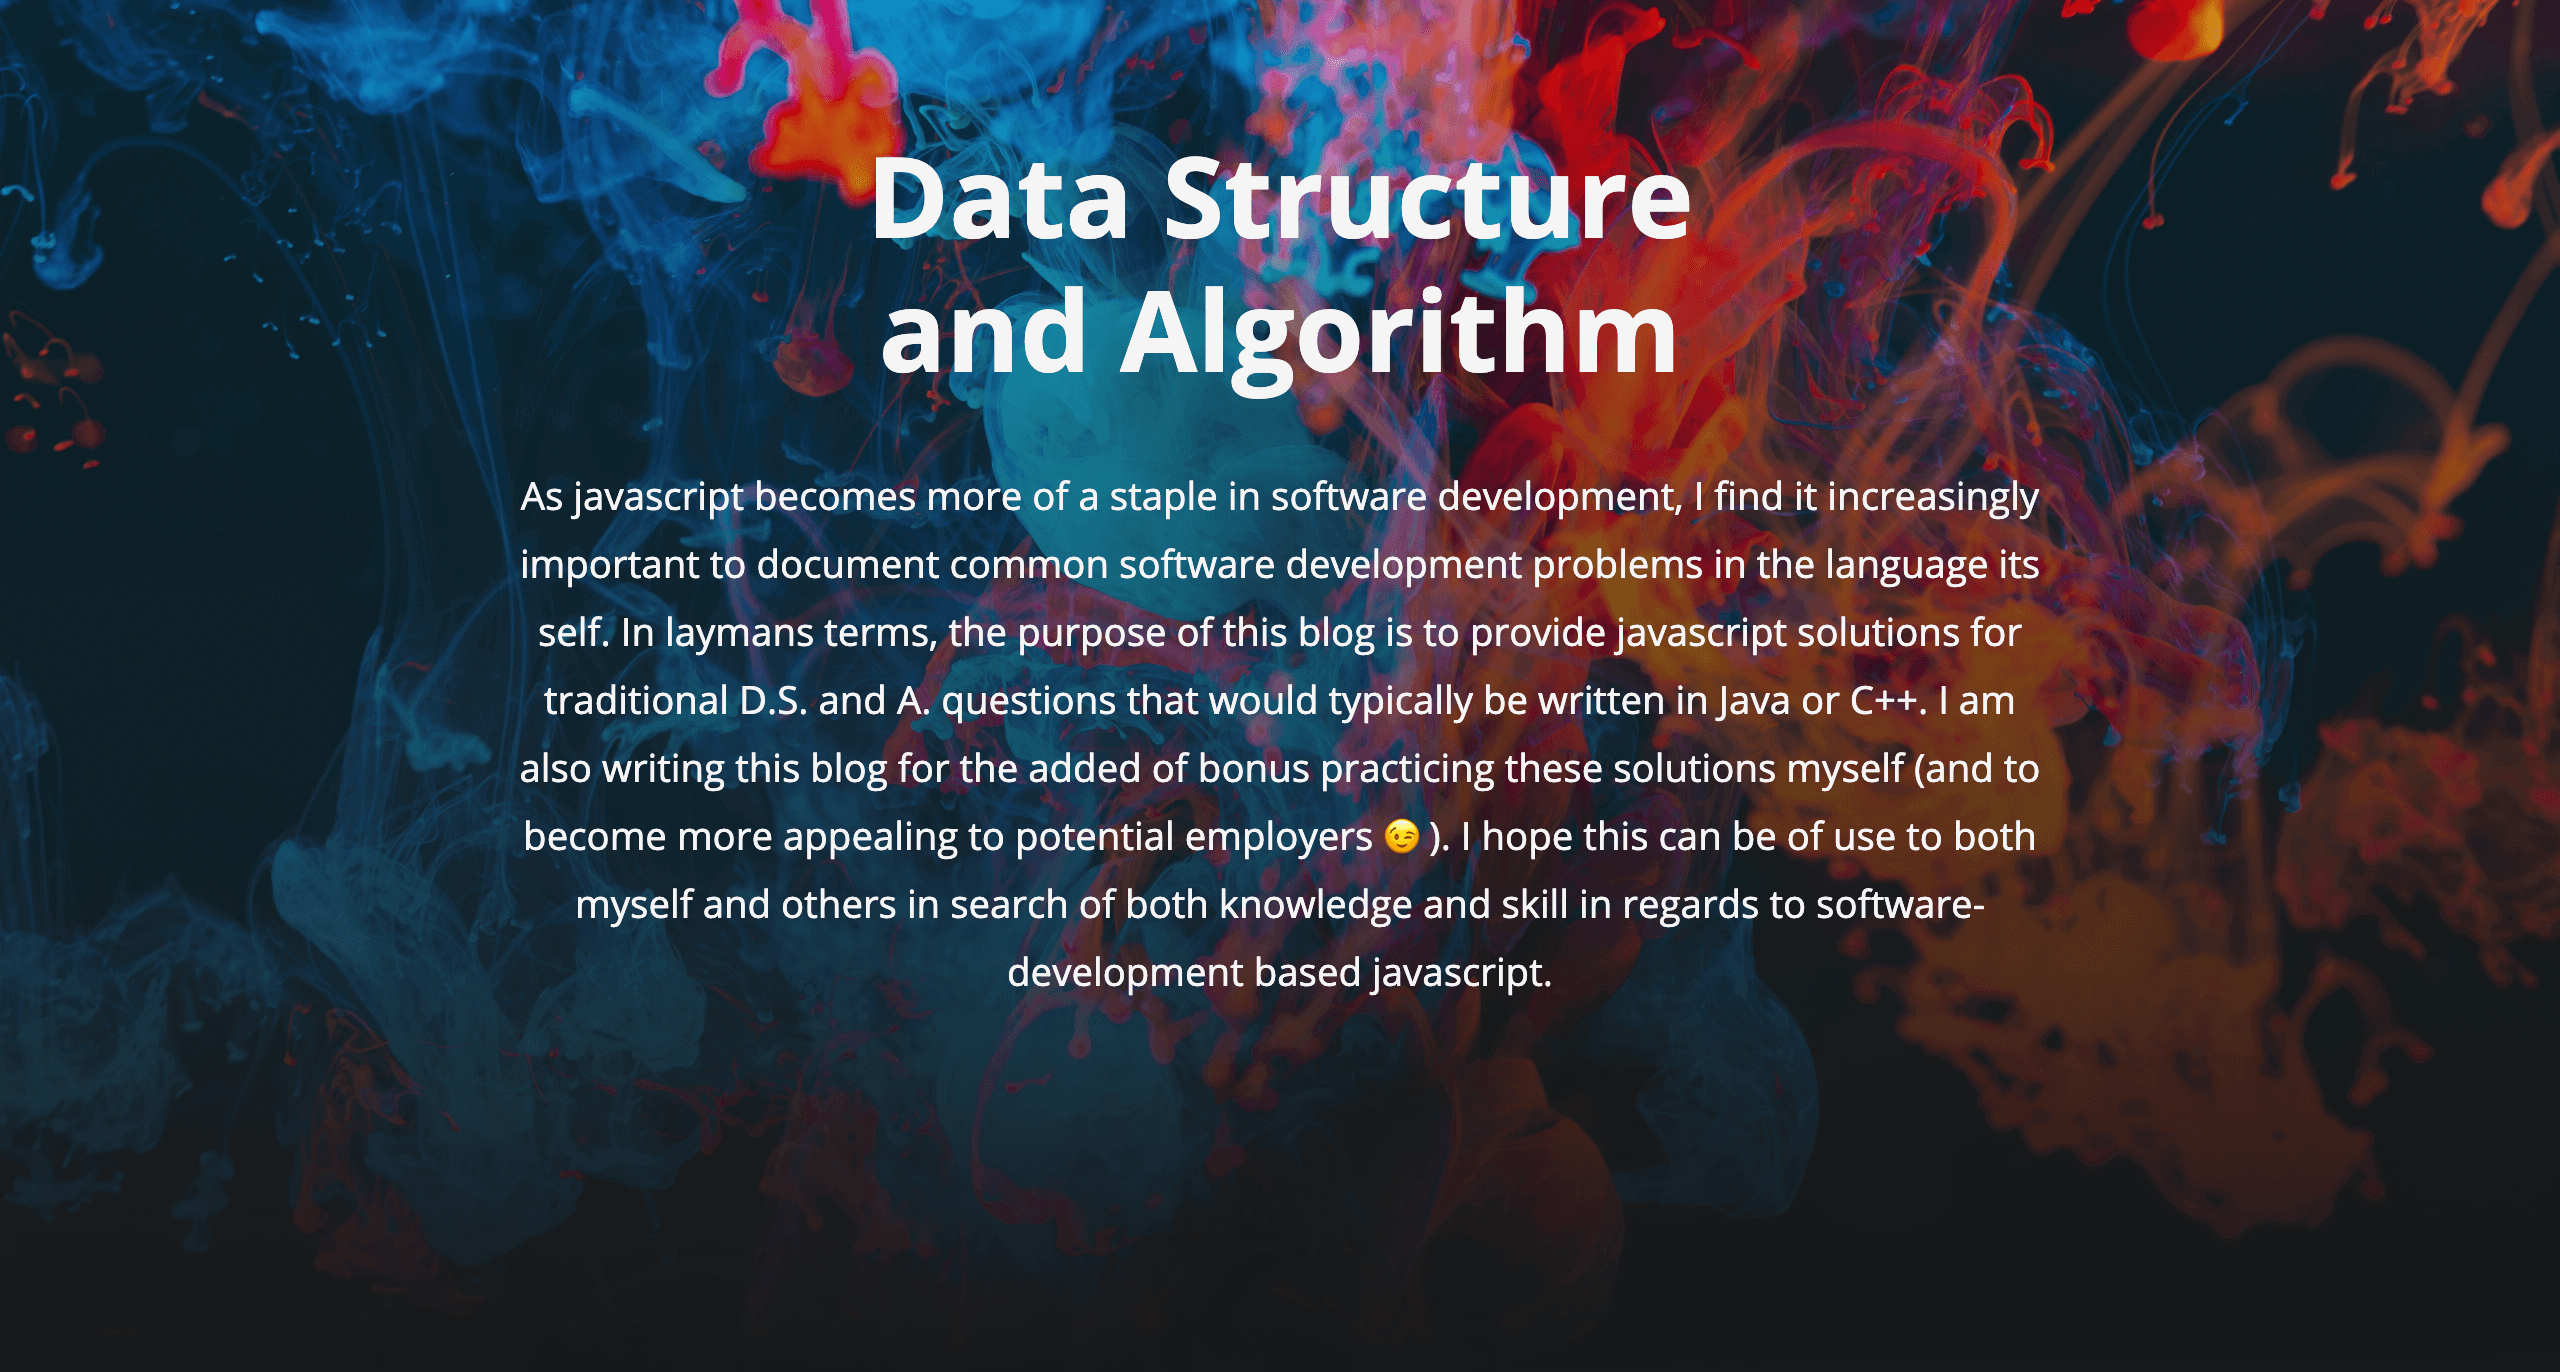 Data Structure
and Algorithm
As javascript becomes more of a staple in software development, I find it increasingly
important to document common software development problems in the language its
self. In laymans terms, the purpose of this blog is to provide javascript solutions for
traditional D.S. and A. questions that would typically be written in Java or C++. I am
also writing this blog for the added of bonus practicing these solutions myself (and to
become more appealing to potential employers 😉 ). I hope this can be of use to both
myself and others in search of both knowledge and skill in regards to software-
development based javascript.